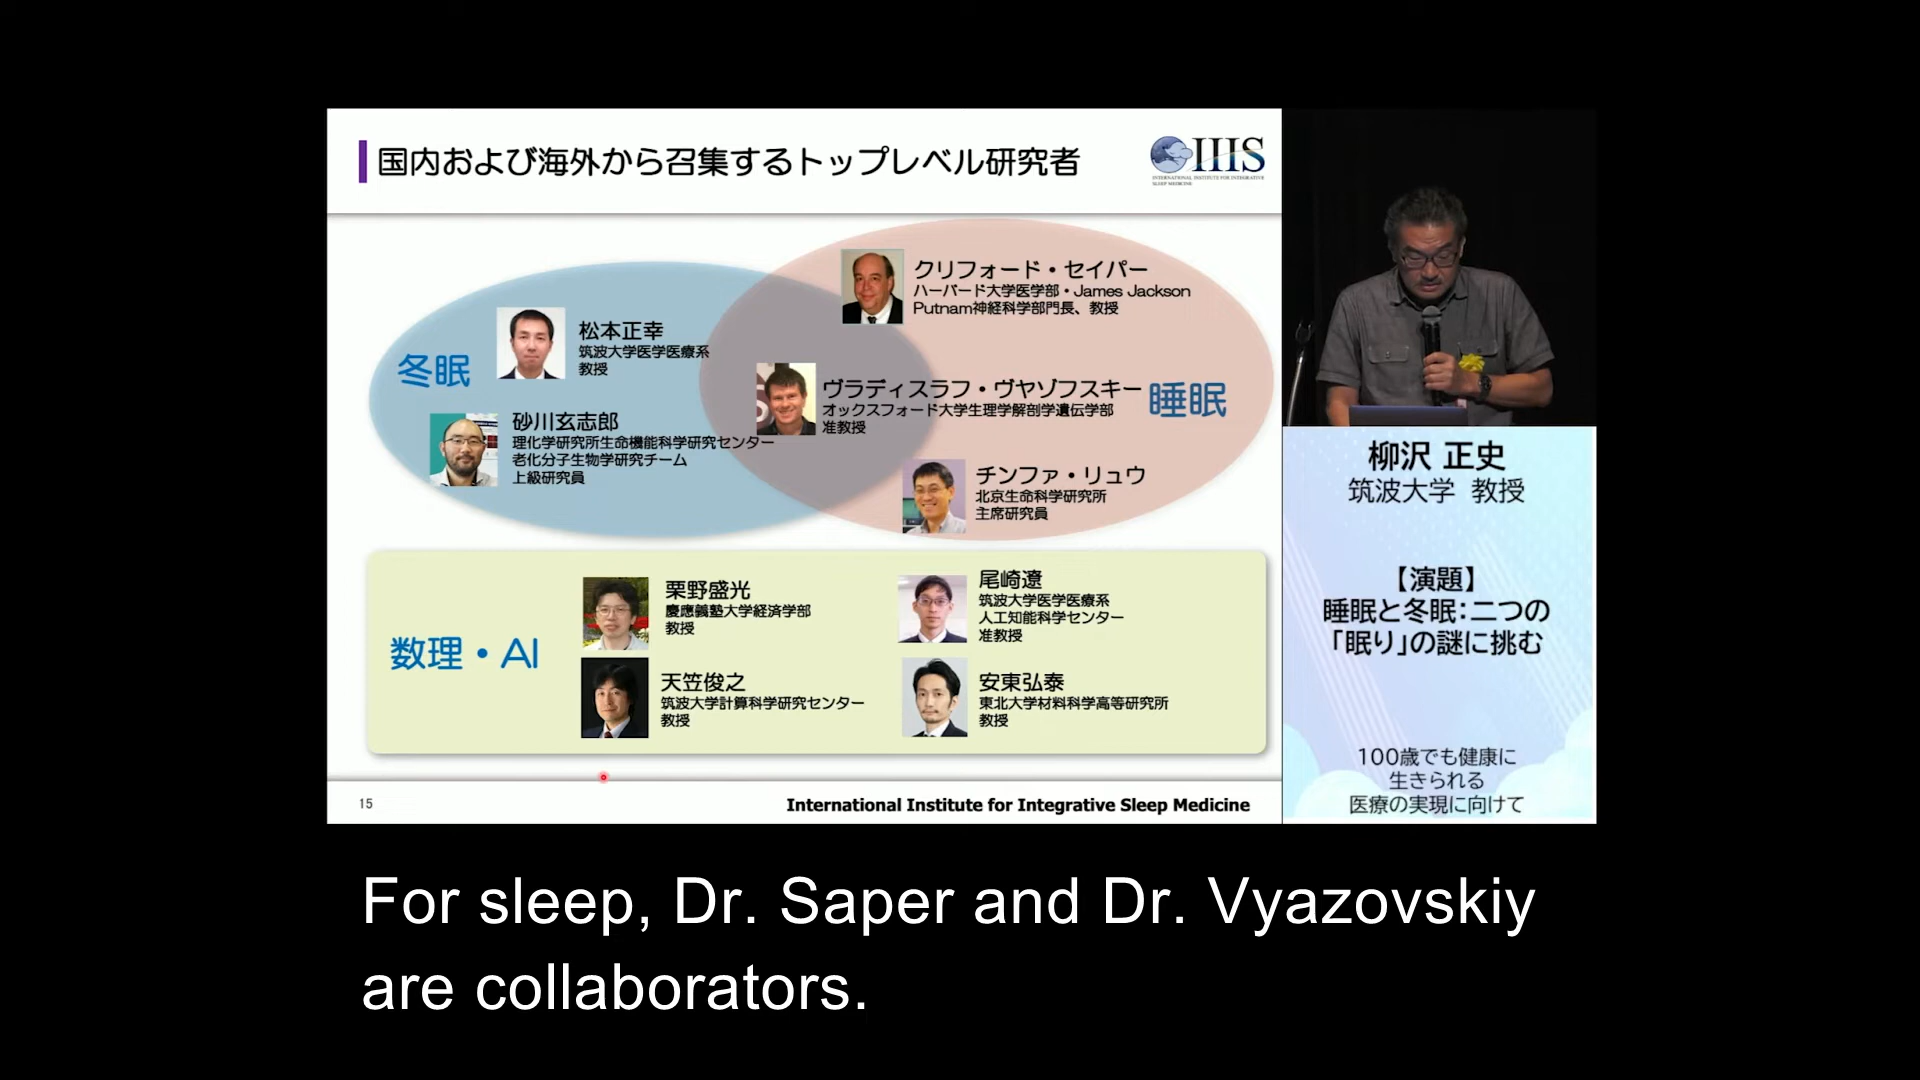 国内および海外から召集するトップレベル研究者
IIIS
INTERNATIONAL INSTITUTE FOR INTEGRATIVE
SLEEP MEDICINE
冬眠
松本正幸
筑波大学医学医療系
教授
砂川玄志郎
理化学研究所生命機能科学研究センター
老化分子生物学研究チーム
上級研究員
クリフォード・セイパー
ハーバード大学医学部・James Jackson
Putnam神経科学部門長、教授
ヴラディスラフ・ヴヤゾフスキー
オックスフォード大学生理学解剖学遺伝学部
准教授
睡眠
チンファ・リュウ
北京生命科学研究所
主席研究員
数理・AI
栗野盛光
慶應義塾大学経済学部
教授
天笠俊之
筑波大学計算科学研究センター
教授
尾崎遼
筑波大学医学医療系
人工知能科学センター
准教授
安東弘泰
東北大学材料科学高等研究所
教授
15
International Institute for Integrative Sleep Medicine
柳沢 正史
筑波大学 教授
【演題】
睡眠と冬眠:二つの
「眠り」の謎に挑む
100歳でも健康に
生きられる
医療の実現に向けて
For sleep, Dr. Saper and Dr. Vyazovskiy
are collaborators.